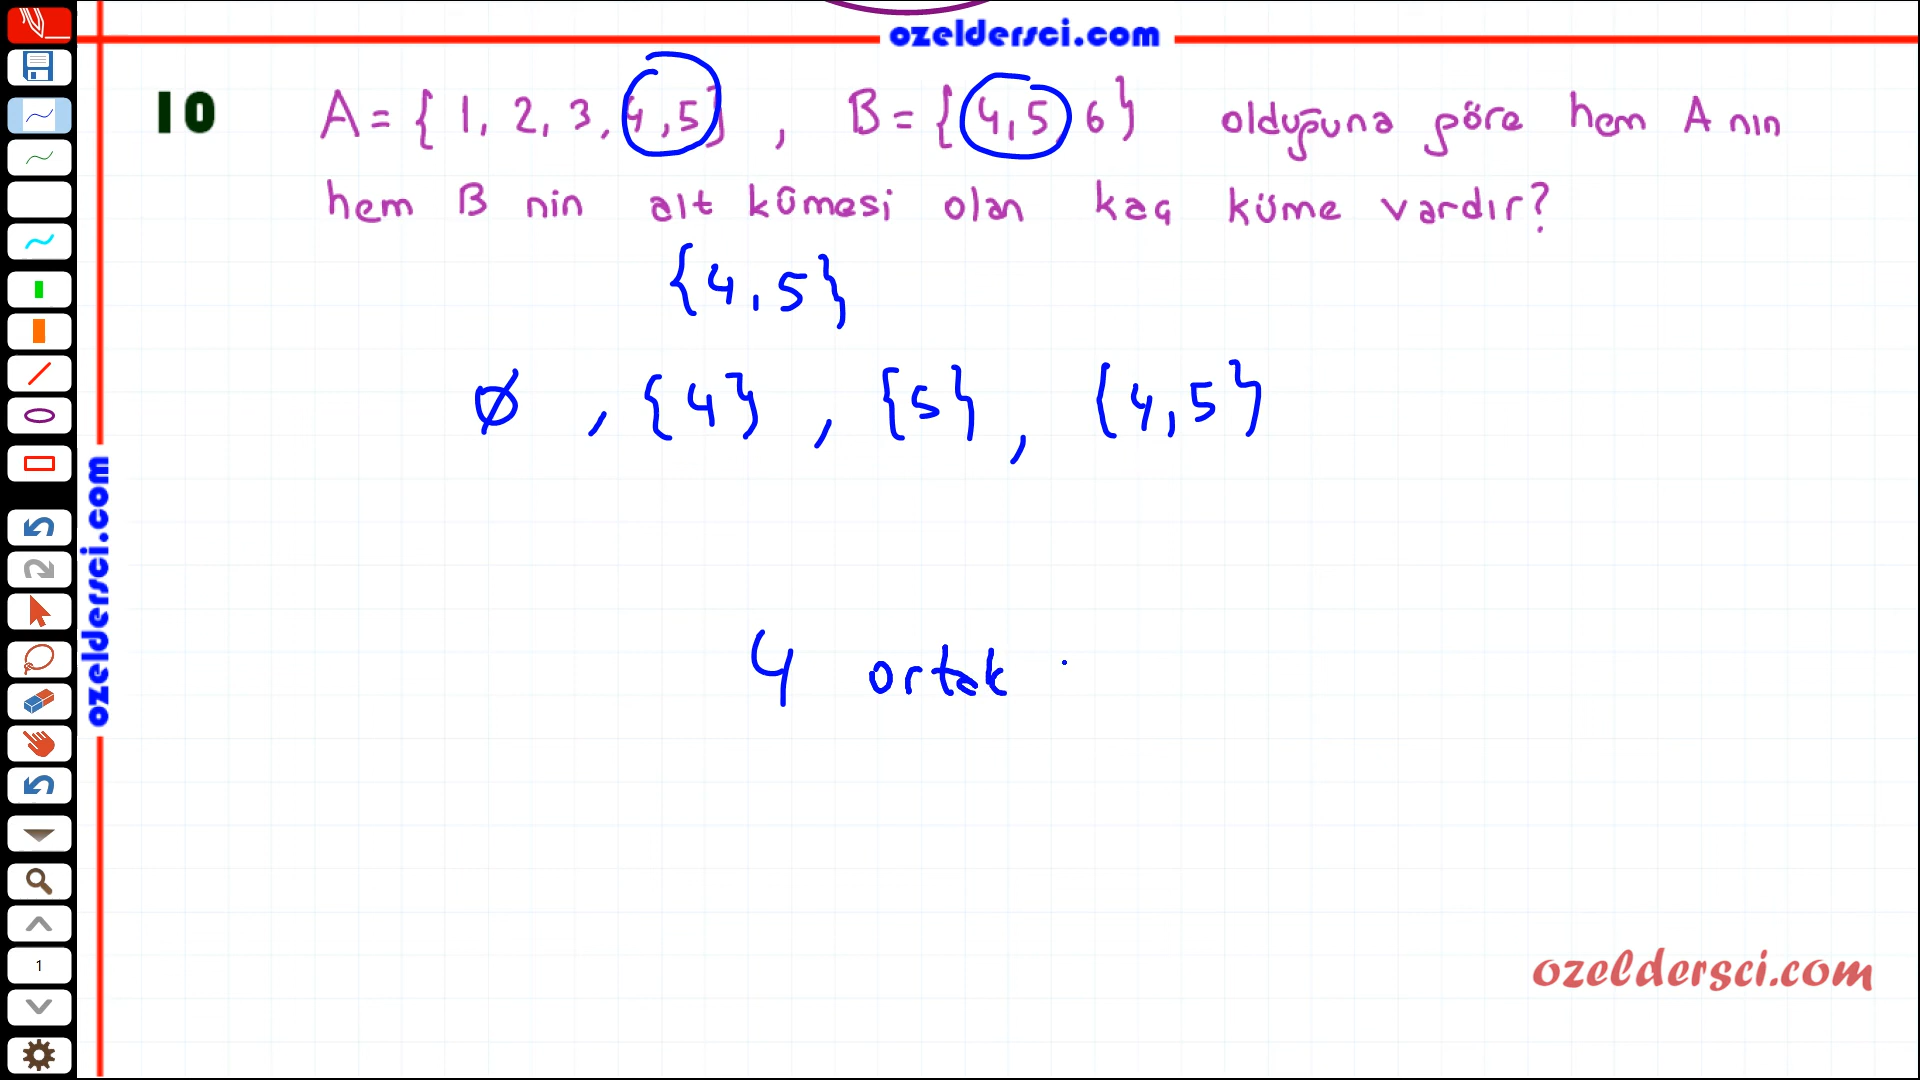 ozeldersci.com
10 A = { 1, 2, 3, 4, 5 } , B = { 4, 5, 6 } olduğuna göre hem A nın
hem B nin alt kümesi olan kaç küme vardır?
{4, 5}
∅ , {4} , {5} , {4, 5}
ozeldersci.com
4 ortak
1
ozeldersci.com